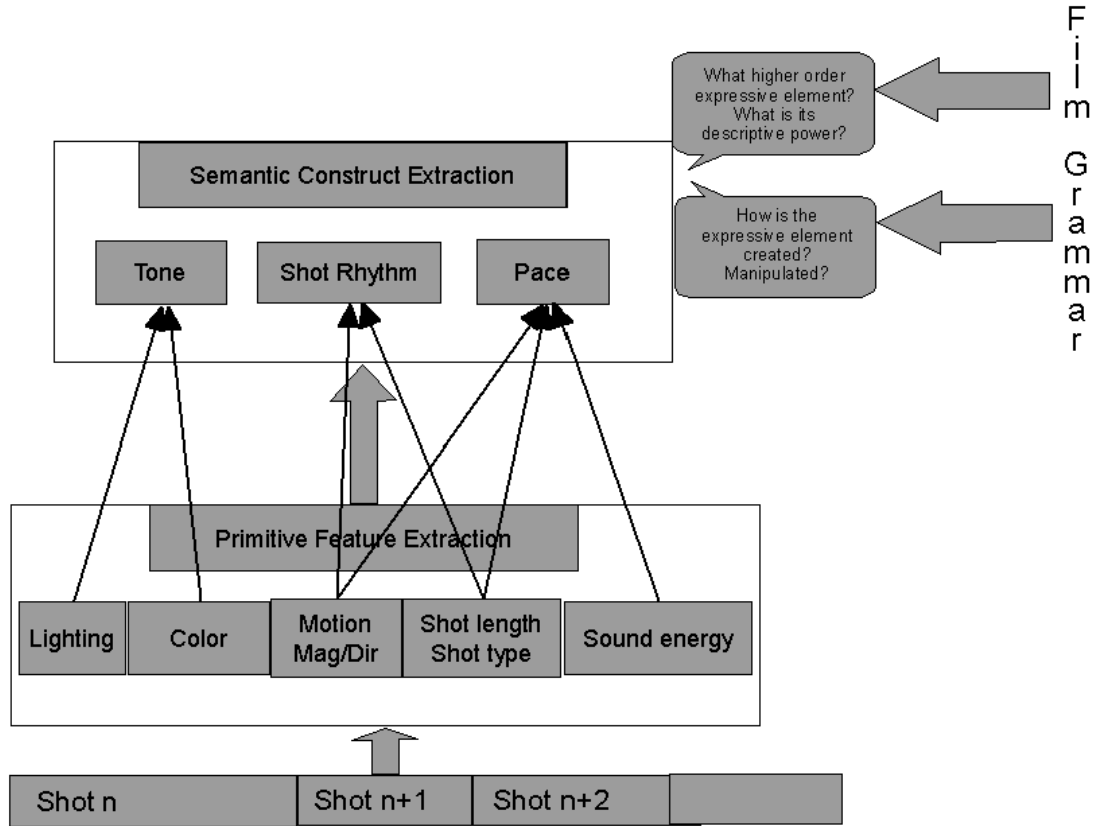 Film Grammar
What higher order
expressive element?
What is its
descriptive power?
Semantic Construct Extraction
How is the
expressive element
created?
Manipulated?
Tone
Shot Rhythm
Pace
Primitive Feature Extraction
Lighting
Color
Motion
Mag/Dir
Shot length
Shot type
Sound energy
Shot n
Shot n+1
Shot n+2